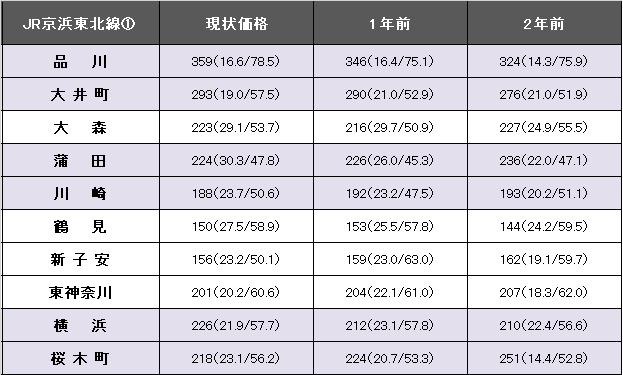 JR京浜東北線① 現状価格 1年前 2年前
品川 359(16.6/78.5) 346(16.4/75.1) 324(14.3/75.9)
大井町 293(19.0/57.5) 290(21.0/52.9) 276(21.0/51.9)
大森 223(29.1/53.7) 216(29.7/50.9) 227(24.9/55.5)
蒲田 224(30.3/47.8) 226(26.0/45.3) 236(22.0/47.1)
川崎 188(23.7/50.6) 192(23.2/47.5) 193(20.2/51.1)
鶴見 150(27.5/58.9) 153(25.5/57.8) 144(24.2/59.5)
新子安 156(23.2/50.1) 159(23.0/63.0) 162(19.1/59.7)
東神奈川 201(20.2/60.6) 204(22.1/61.0) 207(18.3/62.0)
横浜 226(21.9/57.7) 212(23.1/57.8) 210(22.4/56.6)
桜木町 218(23.1/56.2) 224(20.7/53.3) 251(14.4/52.8)